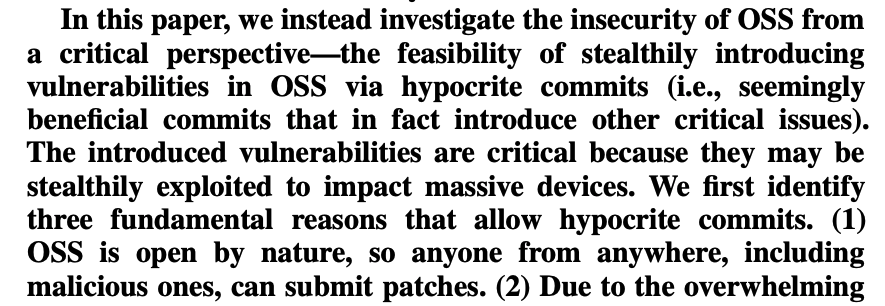 In this paper, we instead investigate the insecurity of OSS from
a critical perspective—the feasibility of stealthily introducing
vulnerabilities in OSS via hypocrite commits (i.e., seemingly
beneficial commits that in fact introduce other critical issues).
The introduced vulnerabilities are critical because they may be
stealthily exploited to impact massive devices. We first identify
three fundamental reasons that allow hypocrite commits. (1)
OSS is open by nature, so anyone from anywhere, including
malicious ones, can submit patches. (2) Due to the overwhelming